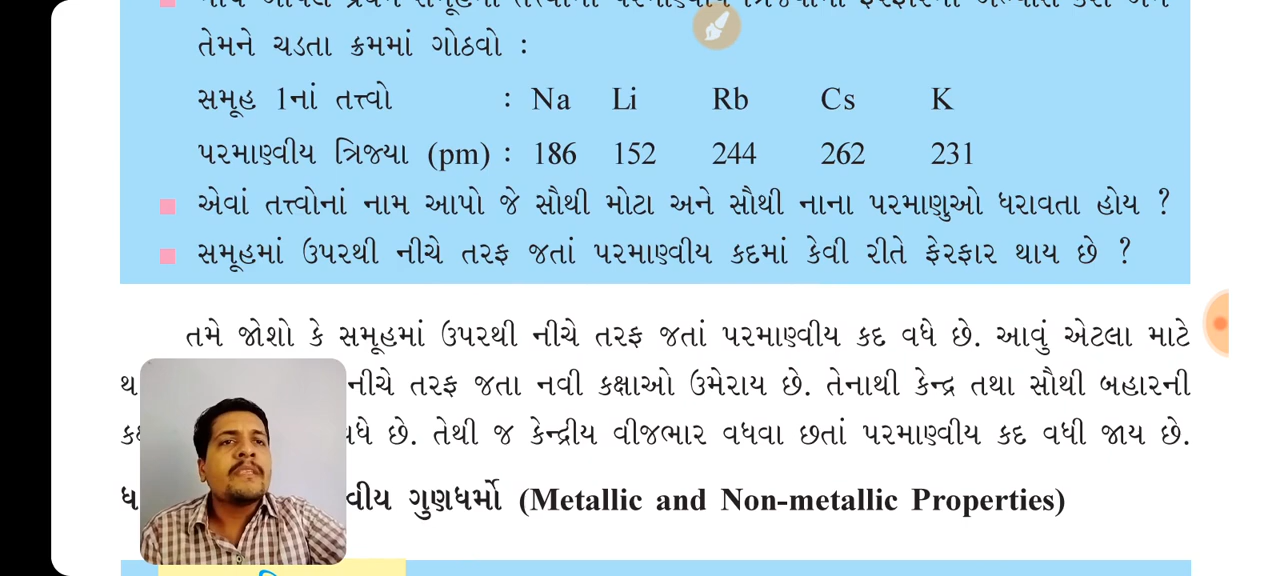 તેમને ચડતા ક્રમમાં ગોઠવો :
સમૂહ 1નાં તત્ત્વો : Na Li Rb Cs K
પરમાણ્વીય ત્રિજ્યા (pm) : 186 152 244 262 231
એવાં તત્ત્વોનાં નામ આપો જે સૌથી મોટા અને સૌથી નાના પરમાણુઓ ધરાવતા હોય ?
સમૂહમાં ઉપરથી નીચે તરફ જતાં પરમાણ્વીય કદમાં કેવી રીતે ફેરફાર થાય છે ?
તમે જોશો કે સમૂહમાં ઉપરથી નીચે તરફ જતાં પરમાણ્વીય કદ વધે છે. આવું એટલા માટે
નીચે તરફ જતા નવી કક્ષાઓ ઉમેરાય છે. તેનાથી કેન્દ્ર તથા સૌથી બહારની
વધે છે. તેથી જ કેન્દ્રીય વીજભાર વધવા છતાં પરમાણ્વીય કદ વધી જાય છે.
ગુણધર્મો (Metallic and Non-metallic Properties)